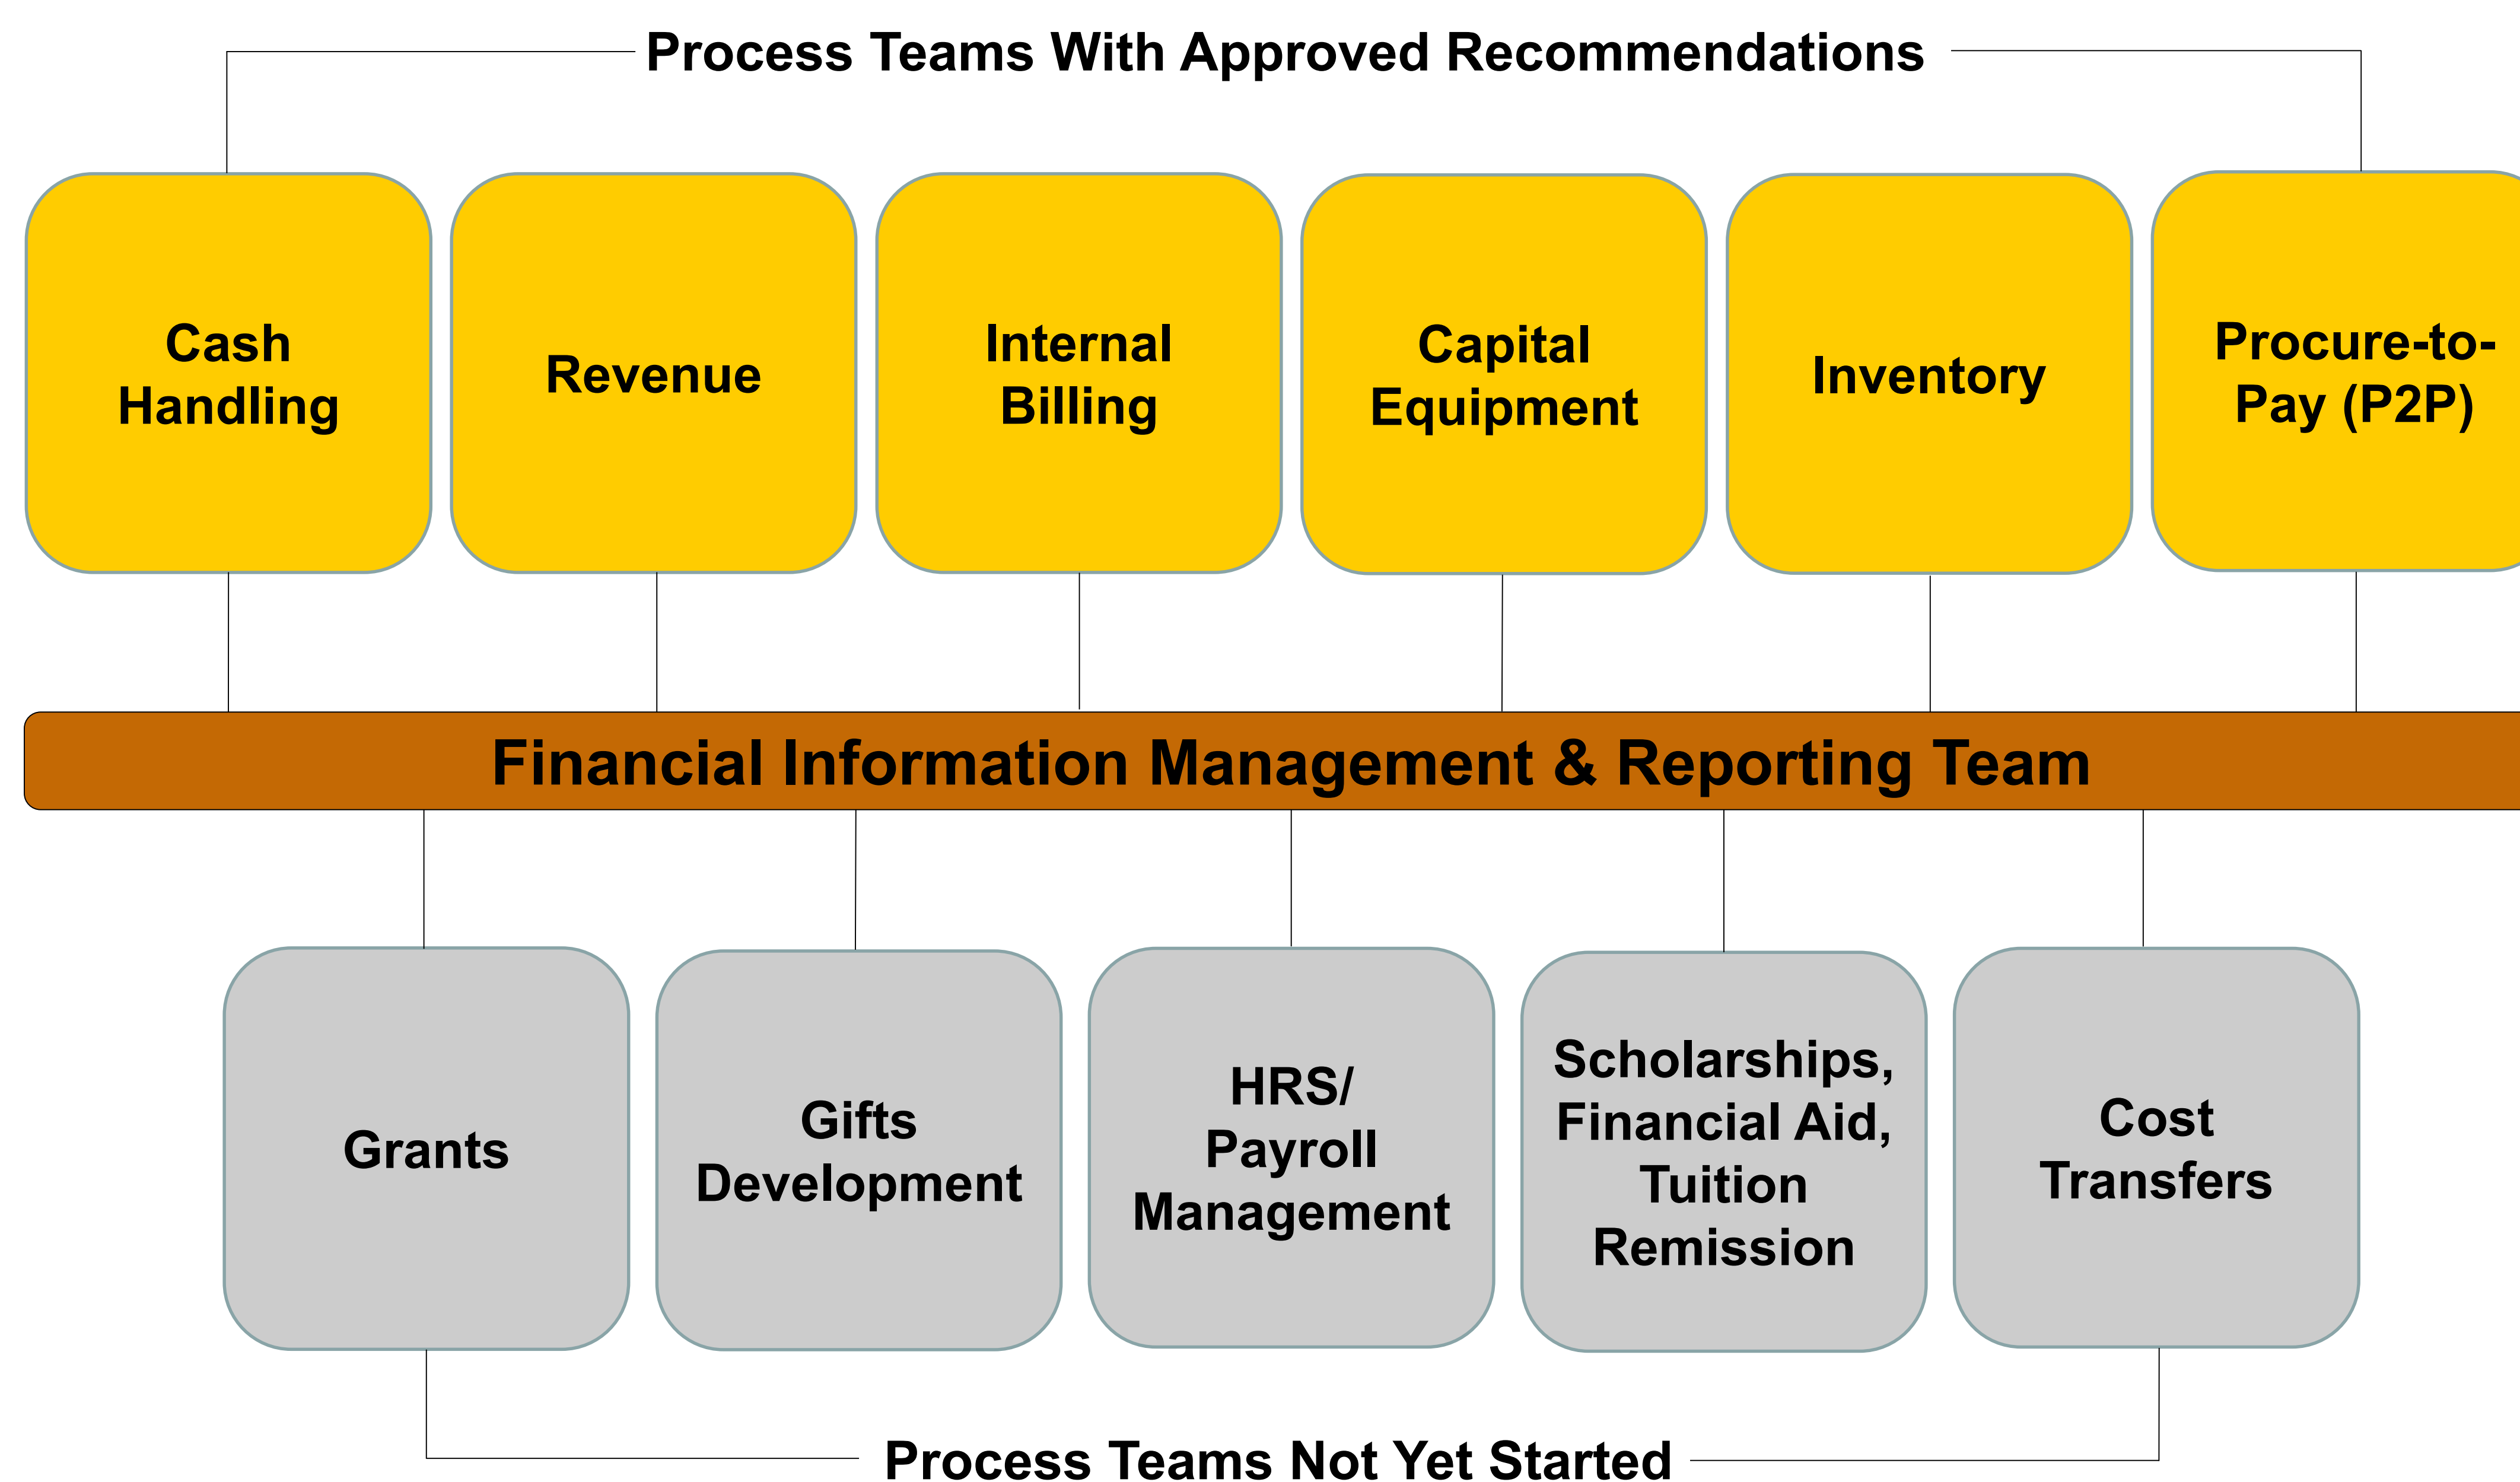 Process Teams With Approved Recommendations
Cash
Handling
Revenue
Internal
Billing
Capital
Equipment
Inventory
Procure-to-
Pay (P2P)
Financial Information Management & Reporting Team
Grants
Gifts
Development
HRS/
Payroll
Management
Scholarships,
Financial Aid,
Tuition
Remission
Cost
Transfers
Process Teams Not Yet Started